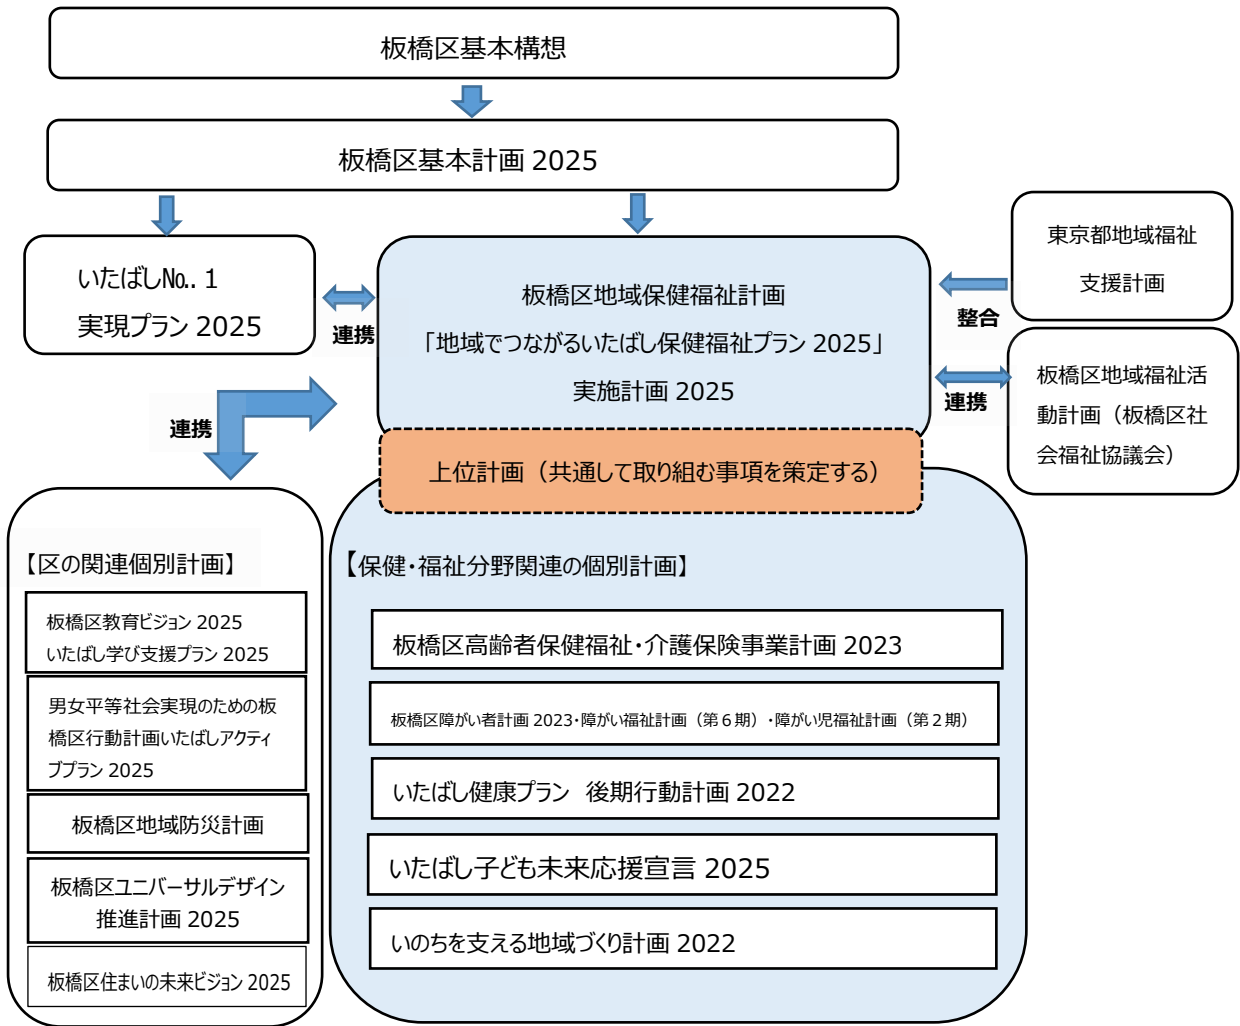 板橋区基本構想
板橋区基本計画 2025
いたばし№.. 1
実現プラン 2025
連携
板橋区地域保健福祉計画
「地域でつながるいたばし保健福祉プラン 2025」
実施計画 2025
整合
東京都地域福祉
支援計画
連携
板橋区地域福祉活
動計画（板橋区社
会福祉協議会）
連携
上位計画（共通して取り組む事項を策定する）
【区の関連個別計画】
板橋区教育ビジョン 2025
いたばし学び支援プラン 2025
男女平等社会実現のための板
橋区行動計画いたばしアクティ
ブプラン 2025
板橋区地域防災計画
板橋区ユニバーサルデザイン
推進計画 2025
板橋区住まいの未来ビジョン 2025
【保健・福祉分野関連の個別計画】
板橋区高齢者保健福祉・介護保険事業計画 2023
板橋区障がい者計画 2023・障がい福祉計画（第６期）・障がい児福祉計画（第２期）
いたばし健康プラン　後期行動計画 2022
いたばし子ども未来応援宣言 2025
いのちを支える地域づくり計画 2022